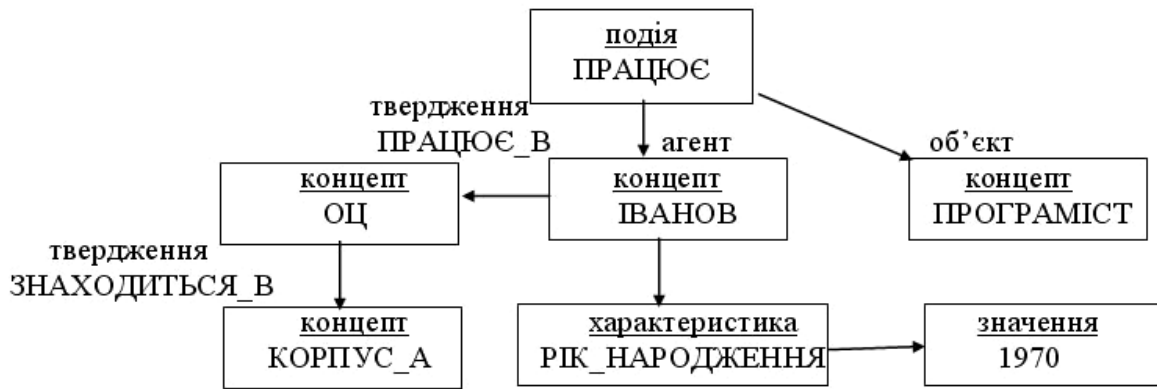 подія
ПРАЦЮЄ
твердження
ПРАЦЮЄ_В
агент
об’єкт
концепт
ОЦ
концепт
ІВАНОВ
концепт
ПРОГРАМІСТ
твердження
ЗНАХОДИТЬСЯ_В
концепт
КОРПУС_А
характеристика
РІК_НАРОДЖЕННЯ
значення
1970